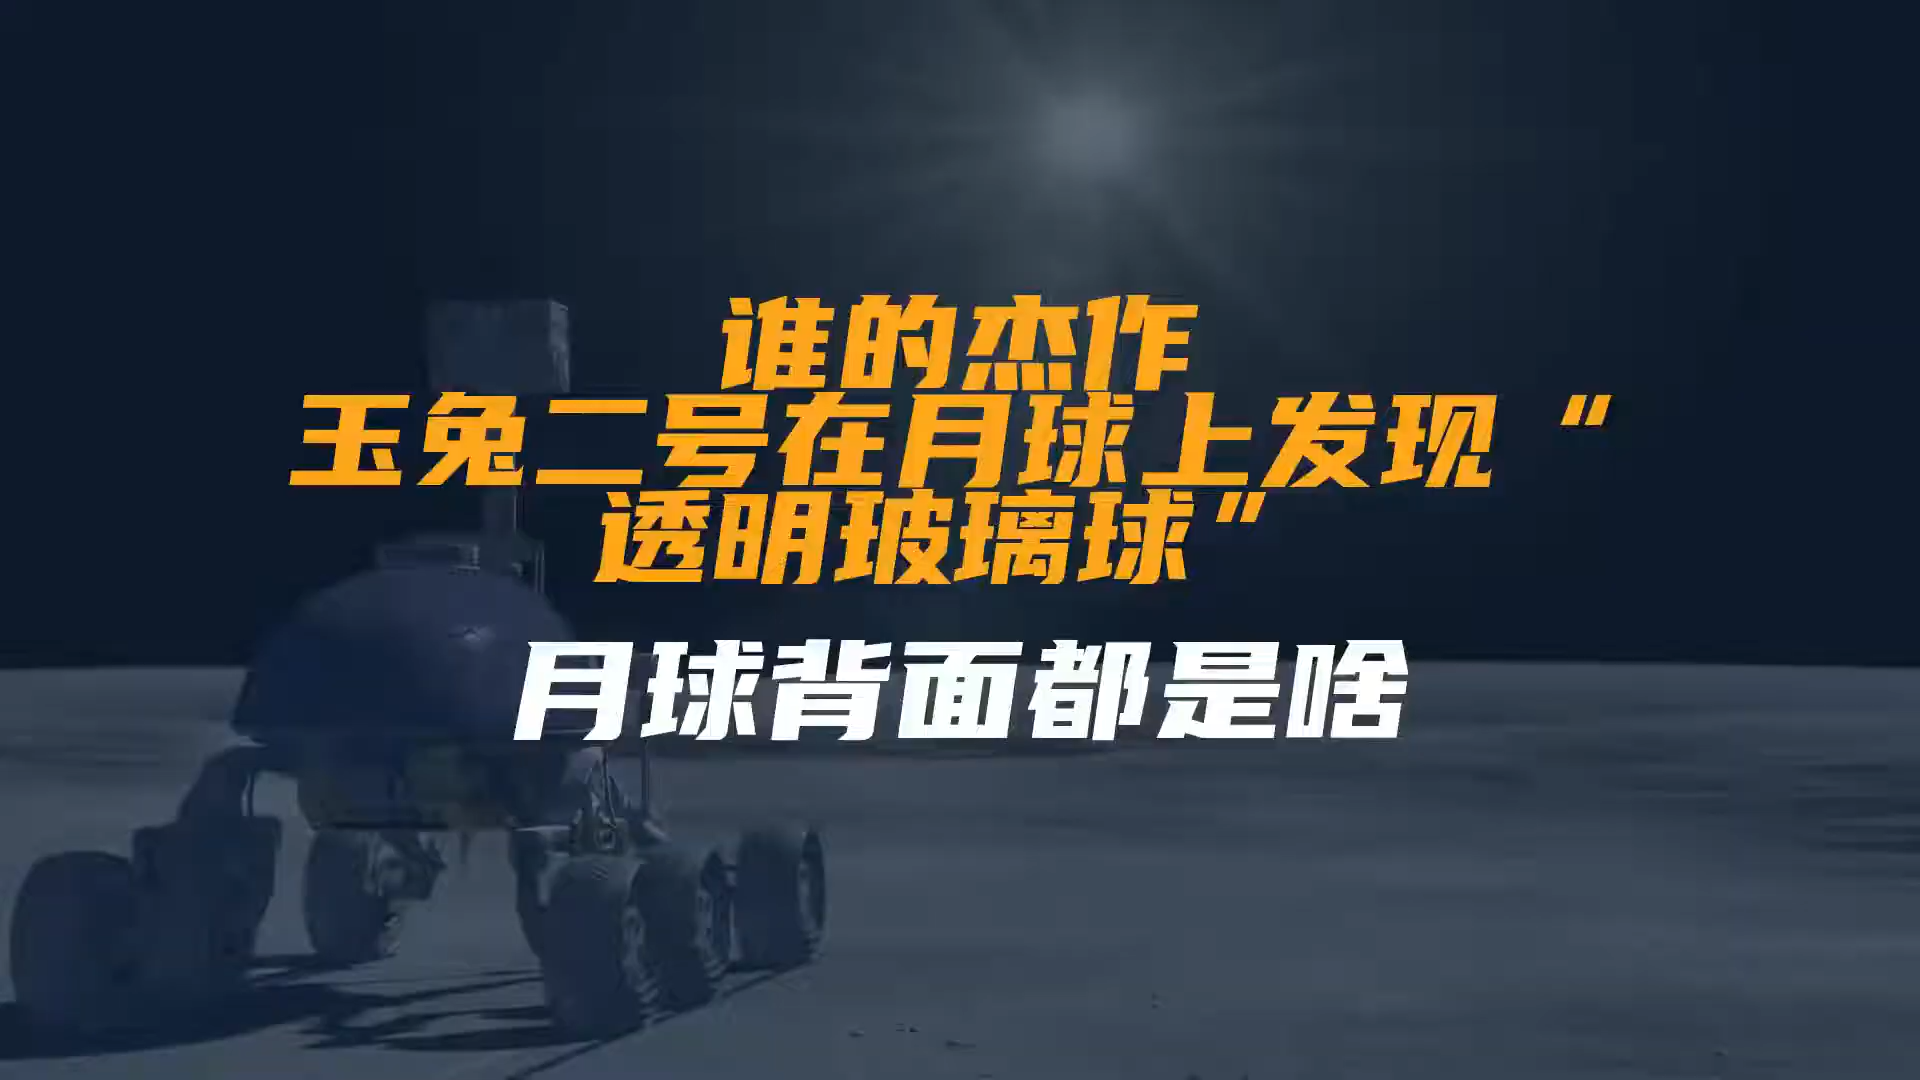 谁的杰作
玉兔二号在月球上发现“
透明玻璃球”
月球背面都是啥